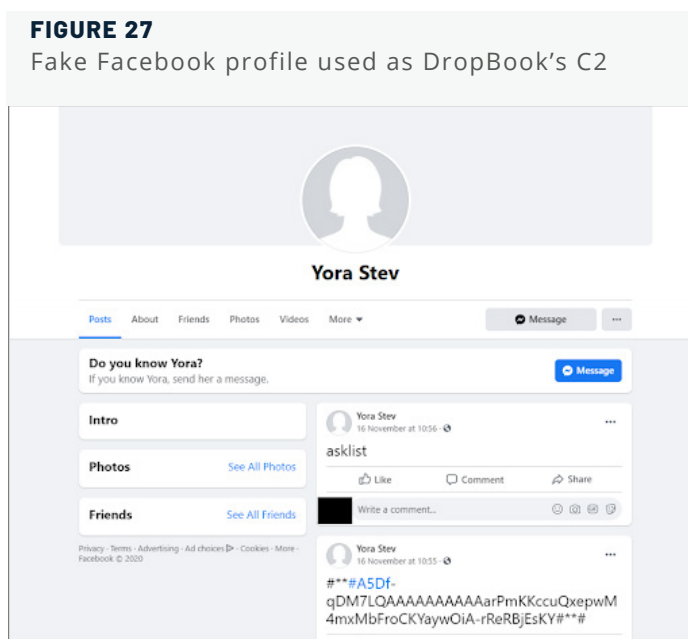 FIGURE 27
Fake Facebook profile used as DropBook's C2
Yora Stev
Posts About Friends Photos Videos More
Message
Do you know Yora?
If you know Yora, send her a message.
Message
Intro
Photos See All Photos
Friends See All Friends
Privacy · Terms · Advertising · Ad choices · Cookies · More ·
Facebook © 2020
Yora Stev
16 November at 10:56 ·
asklist
Like Comment Share
Write a comment...
Yora Stev
16 November at 10:55 ·
#**#A5Df-
qDM7LQAAAAAAAAAAarPmKKccuQxepwM
4mxMbFroCKYaywOiA-rReRBjEsKY#**#